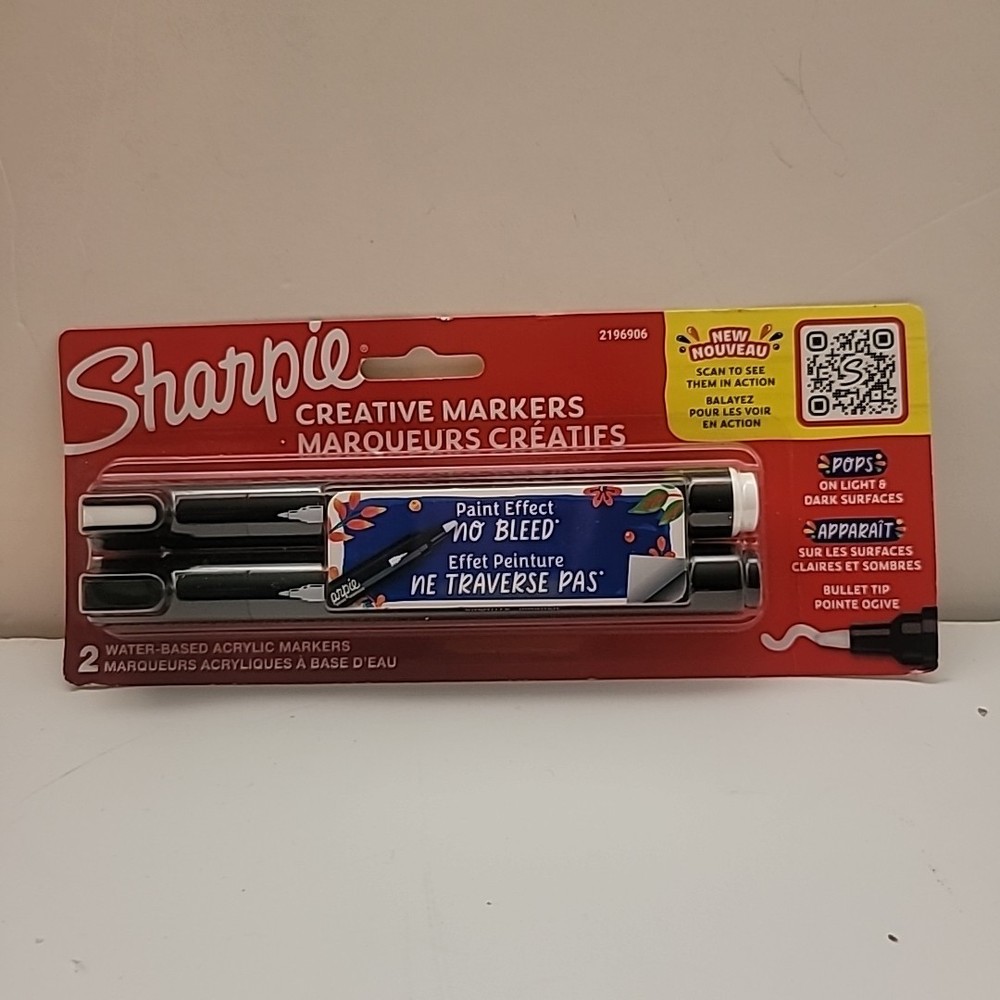 Sharpie®
CREATIVE MARKERS
MARQUEURS CRÉATIFS
2196906
NEW
NOUVEAU
SCAN TO SEE
THEM IN ACTION
BALAYEZ
POUR LES VOIR
EN ACTION
S
POPS
ON LIGHT &
DARK SURFACES
APPARAÎT
SUR LES SURFACES
CLAIRES ET SOMBRES
BULLET TIP
POINTE OGIVE
Paint Effect
NO BLEED*
Effet Peinture
NE TRAVERSE PAS*
arpie
2 WATER-BASED ACRYLIC MARKERS
MARQUEURS ACRYLIQUES À BASE D'EAU